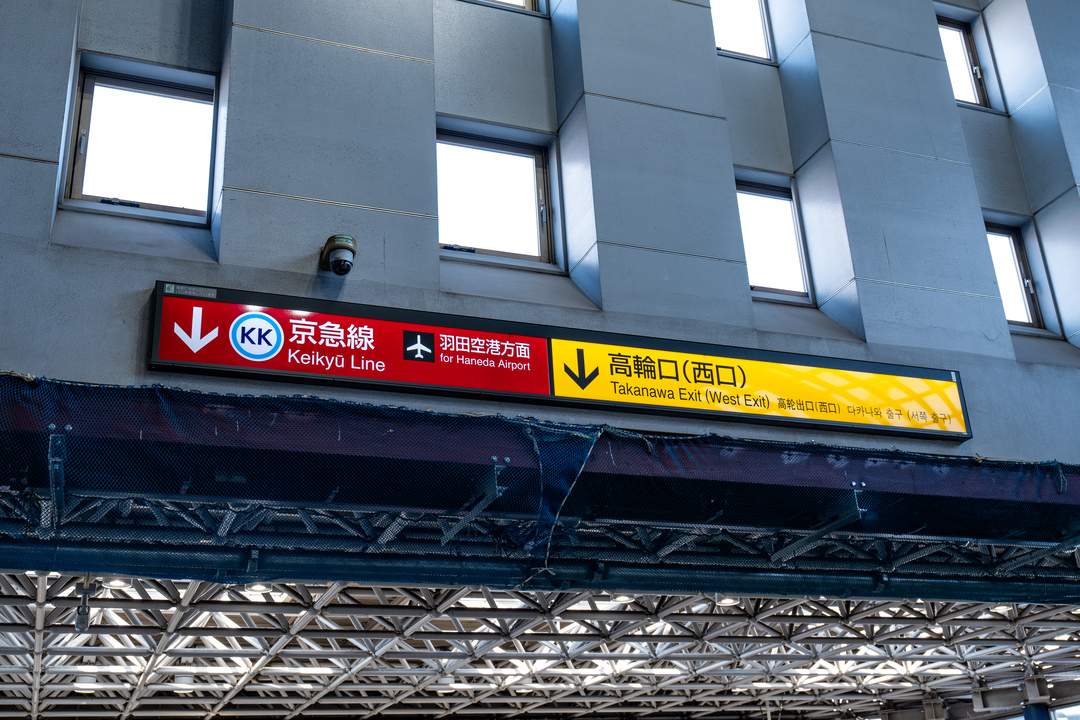 KK
京急線
Keikyū Line
羽田空港方面
for Haneda Airport
高輪口(西口)
Takanawa Exit (West Exit) 高轮出口(西口) 다카나와 출구 (서쪽 출구)